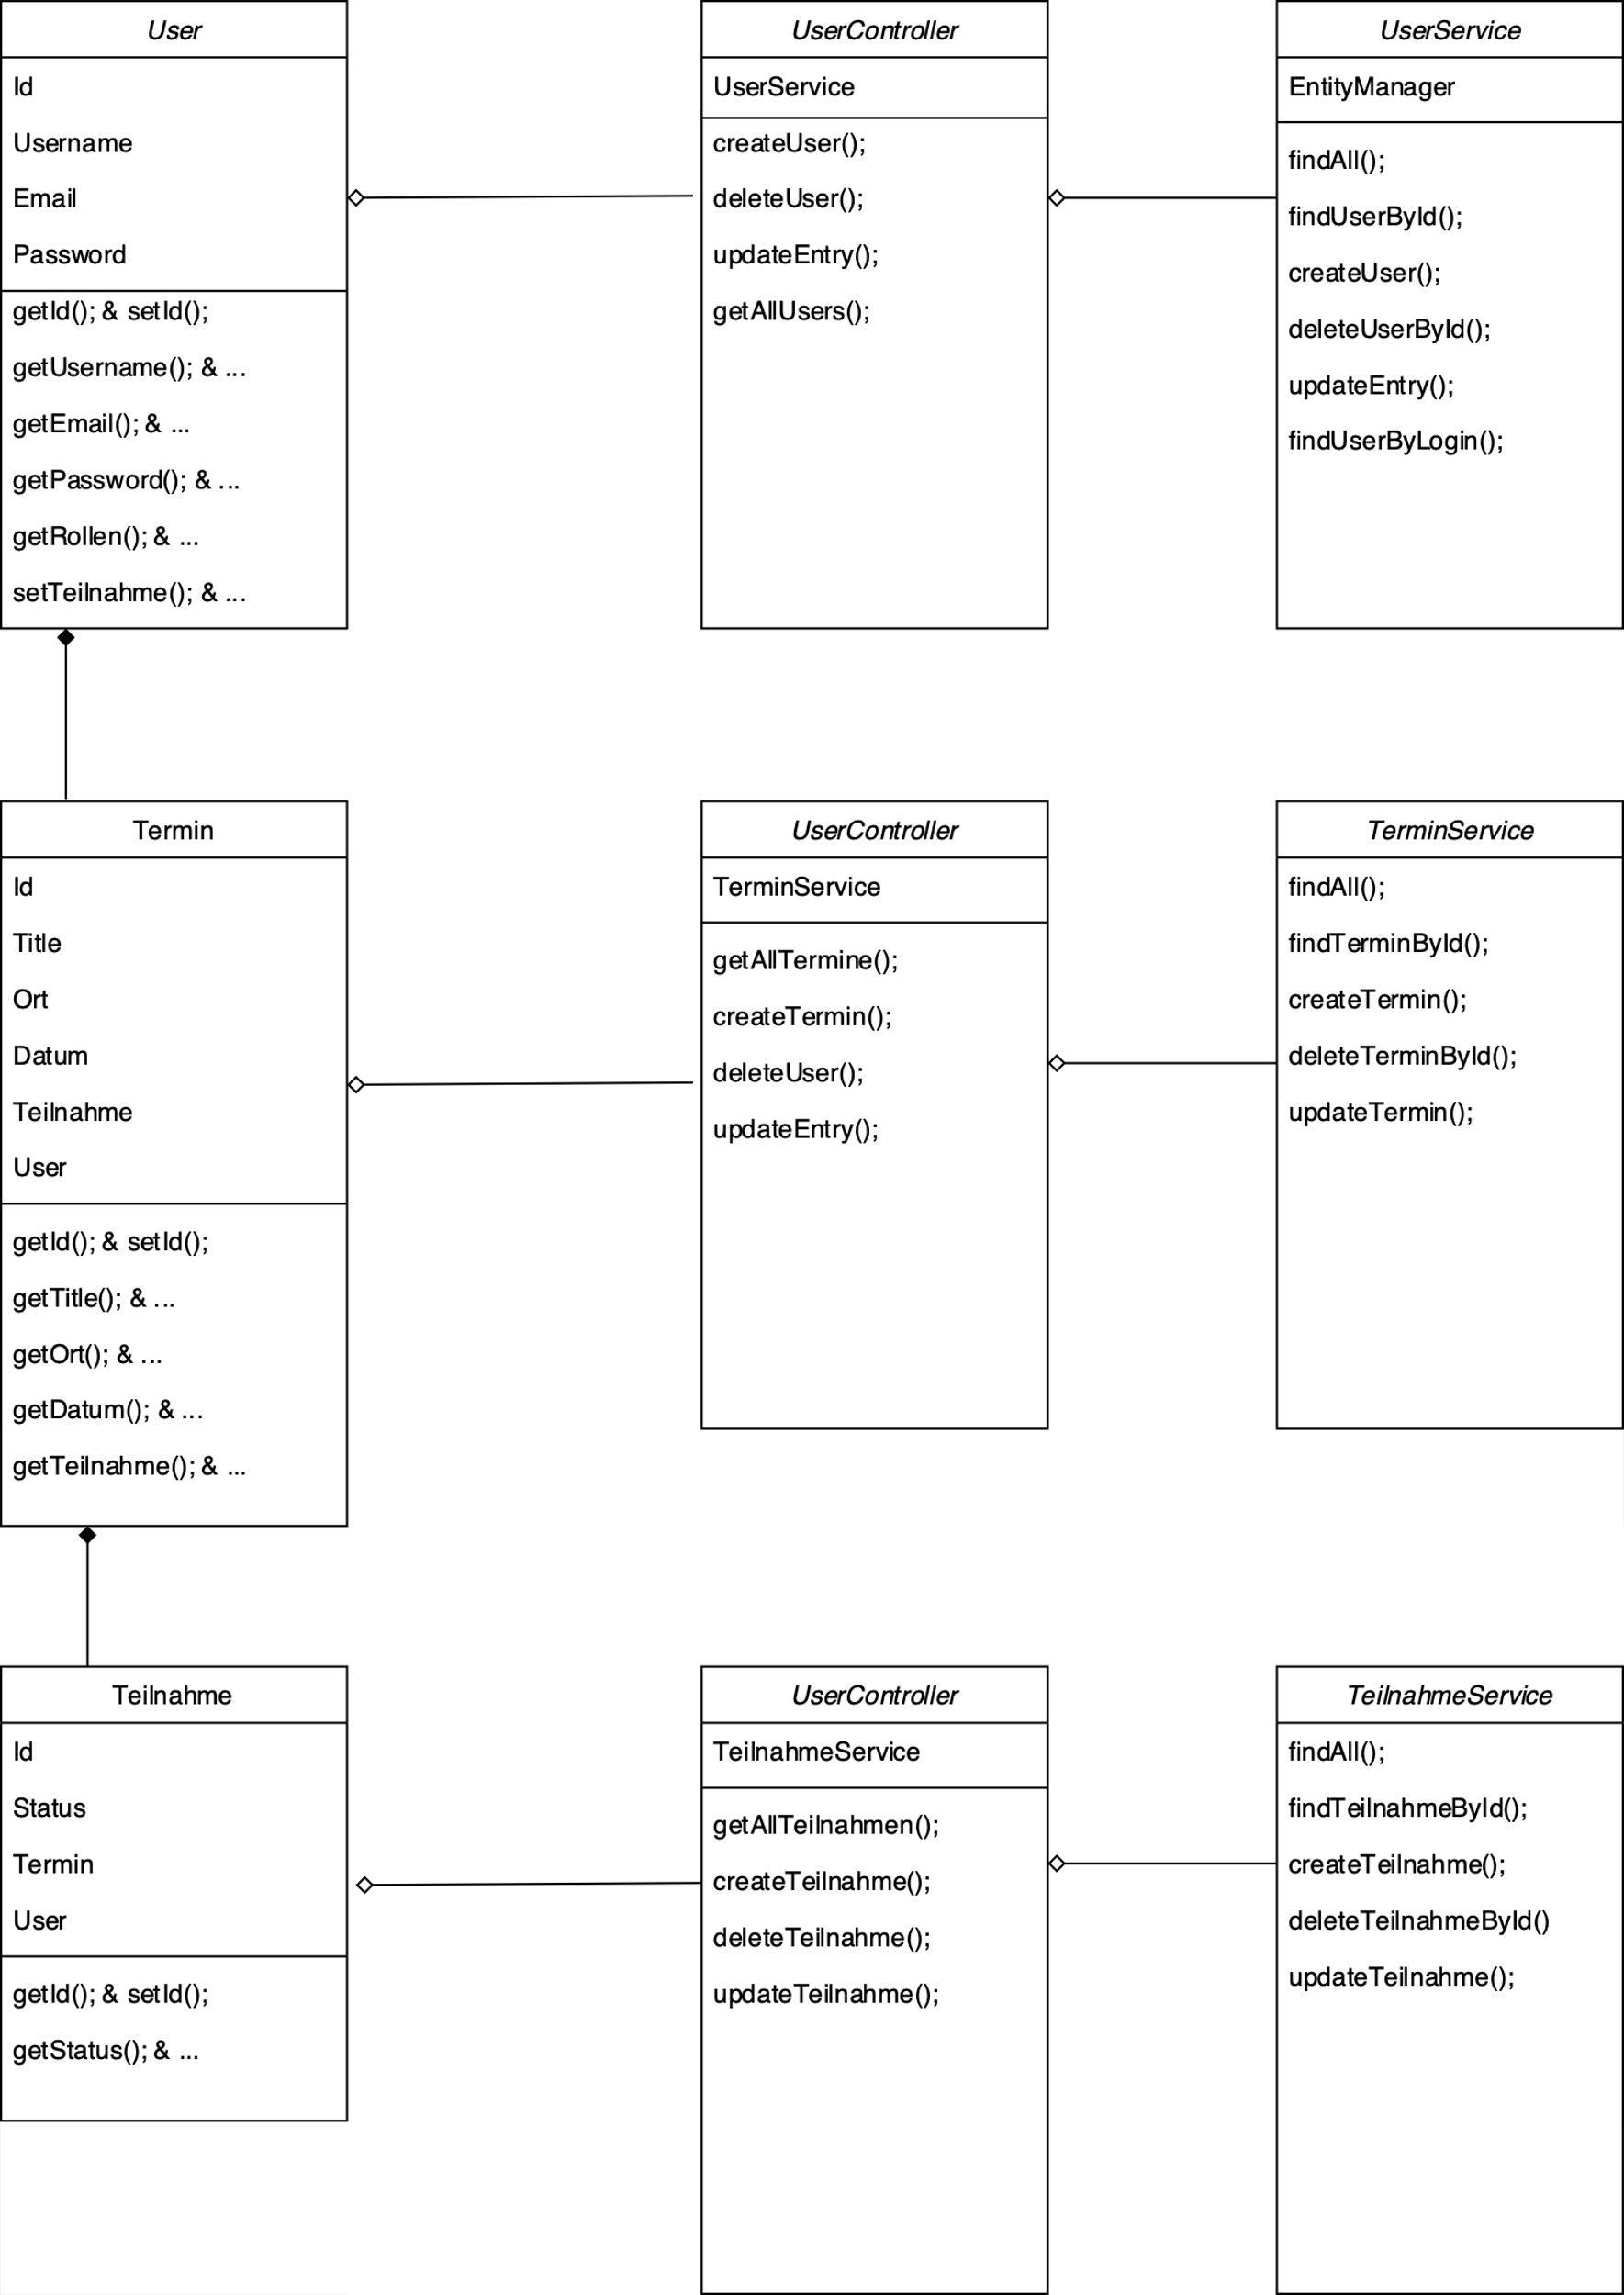 User
Id
Username
Email
Password
getId(); & setId();
getUsername(); & ...
getEmail(); & ...
getPassword(); & ...
getRollen(); & ...
setTeilnahme(); & ...
UserController
UserService
createUser();
deleteUser();
updateEntry();
getAllUsers();
UserService
EntityManager
findAll();
findUserById();
createUser();
deleteUserById();
updateEntry();
findUserByLogin();
Termin
Id
Title
Ort
Datum
Teilnahme
User
getId(); & setId();
getTitle(); & ...
getOrt(); & ...
getDatum(); & ...
getTeilnahme(); & ...
UserController
TerminService
getAllTermine();
createTermin();
deleteUser();
updateEntry();
TerminService
findAll();
findTerminById();
createTermin();
deleteTerminById();
updateTermin();
Teilnahme
Id
Status
Termin
User
getId(); & setId();
getStatus(); & ...
UserController
TeilnahmeService
getAllTeilnahmen();
createTeilnahme();
deleteTeilnahme();
updateTeilnahme();
TeilnahmeService
findAll();
findTeilnahmeById();
createTeilnahme();
deleteTeilnahmeById()
updateTeilnahme();